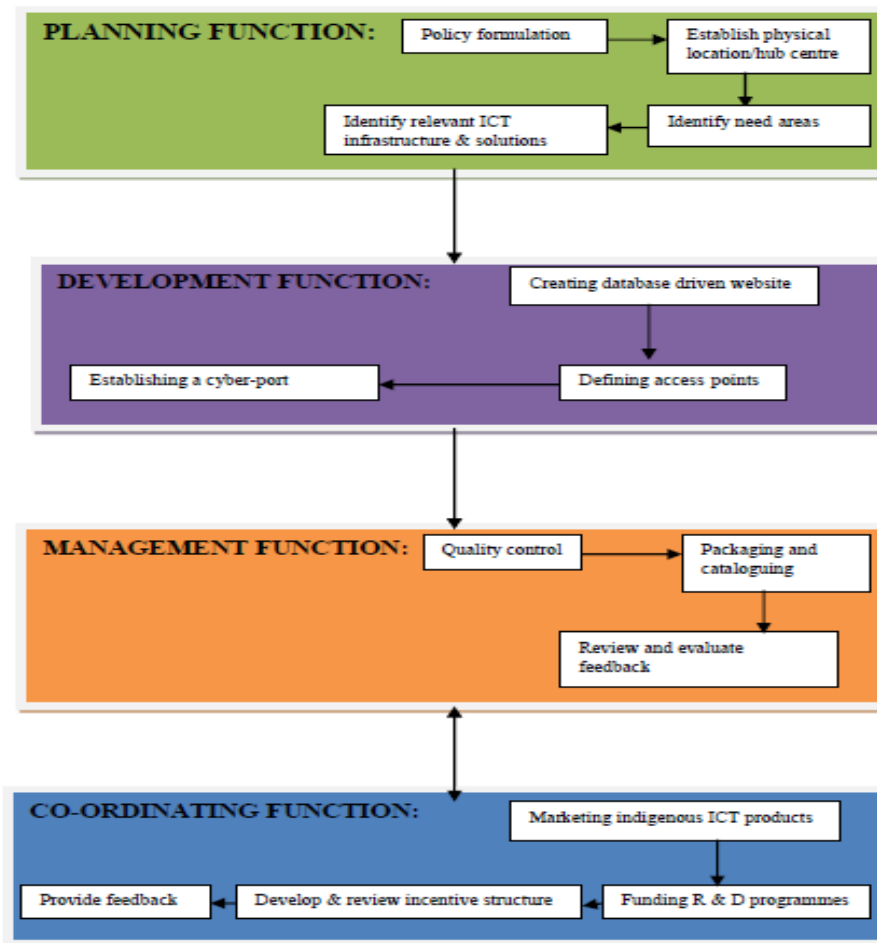 PLANNING FUNCTION:
Policy formulation
Establish physical
location/hub centre
Identify relevant ICT
infrastructure & solutions
Identify need areas
DEVELOPMENT FUNCTION:
Creating database driven website
Establishing a cyber-port
Defining access points
MANAGEMENT FUNCTION:
Quality control
Packaging and
cataloguing
Review and evaluate
feedback
CO-ORDINATING FUNCTION:
Marketing indigenous ICT products
Provide feedback
Develop & review incentive structure
Funding R & D programmes